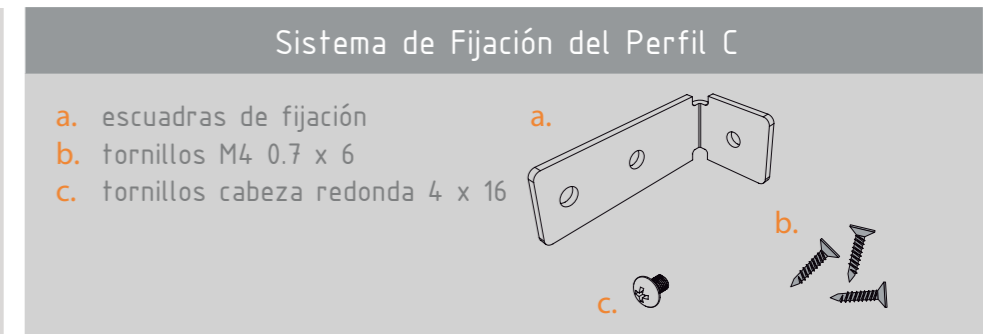 Sistema de Fijación del Perfil C
a. escuadras de fijación
b. tornillos M4 0.7 x 6
c. tornillos cabeza redonda 4 x 16
a.
b.
c.